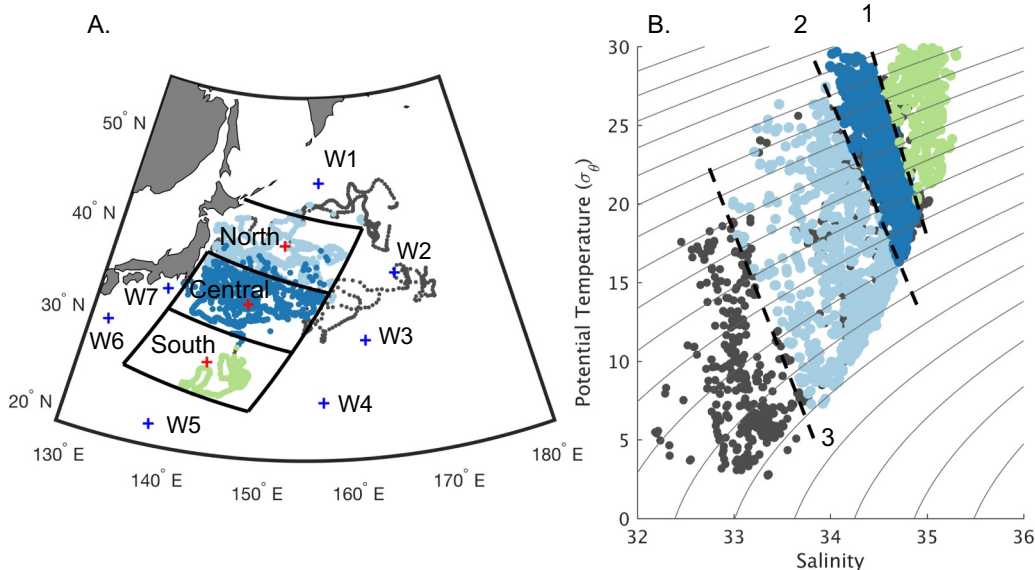 A.
50° N
40° N
30° N
20° N
130° E
140° E
150° E
160° E
170° E
180° E
W1
W2
W3
W4
W5
W6
W7
North
Central
South
B.
2
1
3
30
25
20
15
10
5
0
Potential Temperature (σθ)
32
33
34
35
36
Salinity